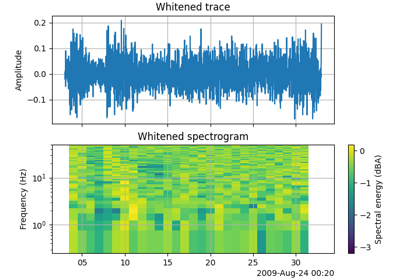 Whitened trace
0.2
0.1
0.0
−0.1
Amplitude
Whitened spectrogram
10¹
10⁰
Frequency (Hz)
05 10 15 20 25 30
2009-Aug-24 00:20
0
−1
−2
−3
Spectral energy (dBA)